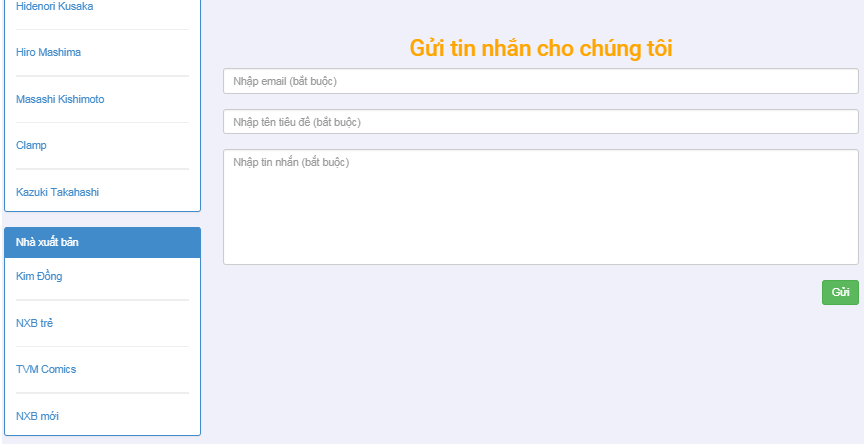 Hidenori Kusaka
Hiro Mashima
Masashi Kishimoto
Clamp
Kazuki Takahashi
Nhà xuất bản
Kim Đồng
NXB trẻ
TVM Comics
NXB mới
Gửi tin nhắn cho chúng tôi
Nhập email (bắt buộc)
Nhập tên tiêu đề (bắt buộc)
Nhập tin nhắn (bắt buộc)
Gửi